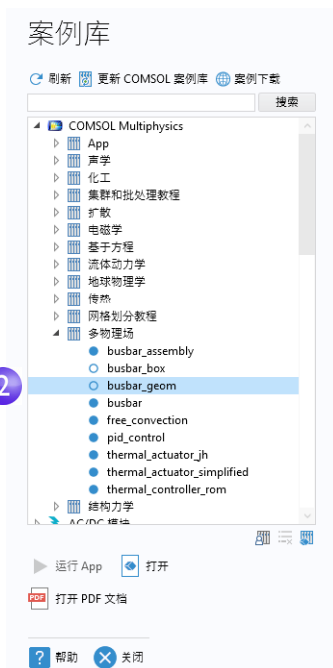 案例库
刷新 更新 COMSOL 案例库 案例下载
搜索
COMSOL Multiphysics
App
声学
化工
集群和批处理教程
扩散
电磁学
基于方程
流体动力学
地球物理学
传热
网格划分教程
多物理场
busbar_assembly
busbar_box
2 busbar_geom
busbar
free_convection
pid_control
thermal_actuator_jh
thermal_actuator_simplified
thermal_controller_rom
结构力学
AC/DC 模块
运行 App 打开
PDF 打开 PDF 文档
? 帮助 关闭